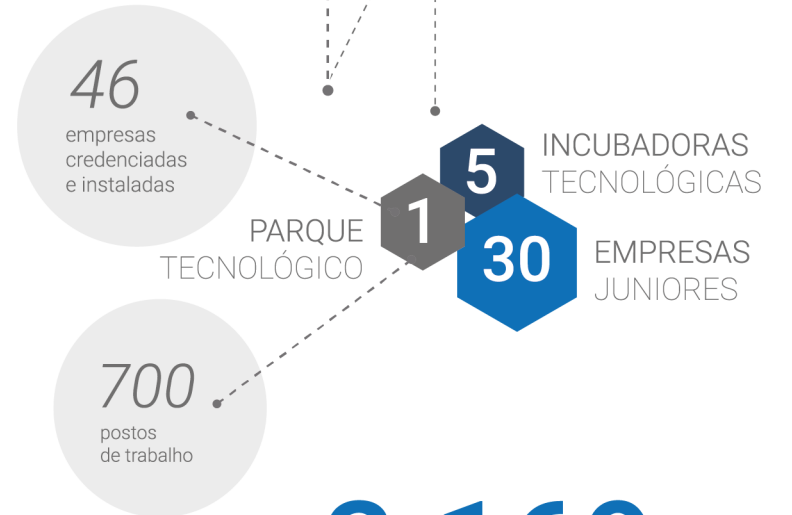 46
empresas
credenciadas
e instaladas
5
INCUBADORAS
TECNOLÓGICAS
1
PARQUE
TECNOLÓGICO
30
EMPRESAS
JUNIORES
700
postos
de trabalho